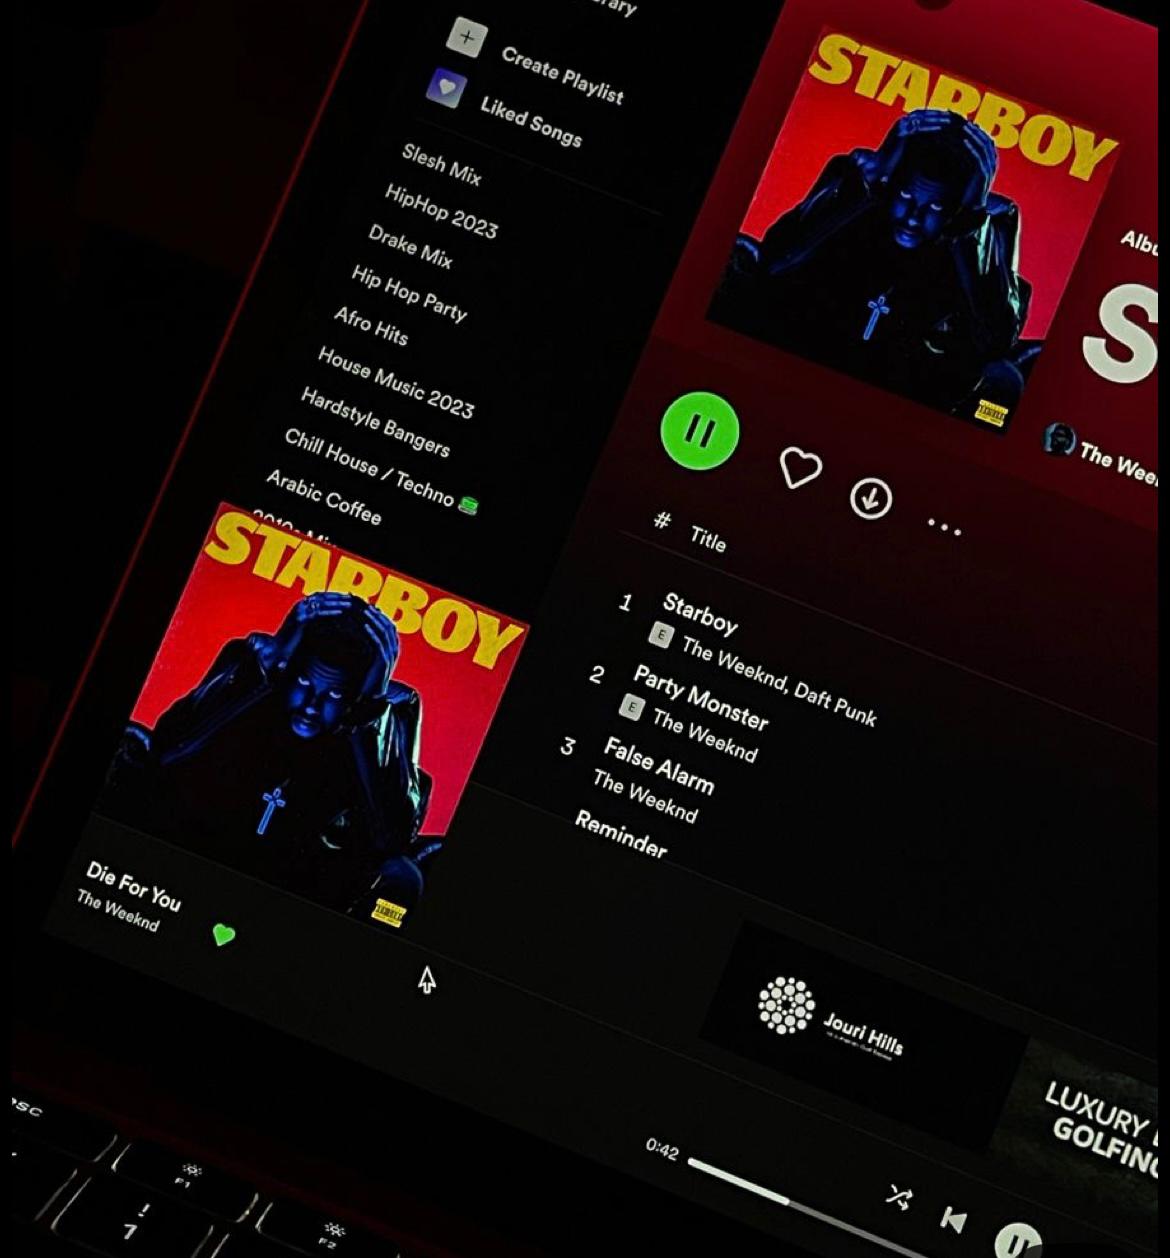 Create Playlist
Liked Songs
Slesh Mix
HipHop 2023
Drake Mix
Hip Hop Party
Afro Hits
House Music 2023
Hardstyle Bangers
Chill House / Techno
Arabic Coffee
STARBOY
Die For You
The Weeknd
STARBOY
S
The
# Title
1 Starboy
E The Weeknd, Daft Punk
2 Party Monster
E The Weeknd
3 False Alarm
The Weeknd
Reminder
Jouri Hills
LUXURY
0:42
F1
!
1
F2